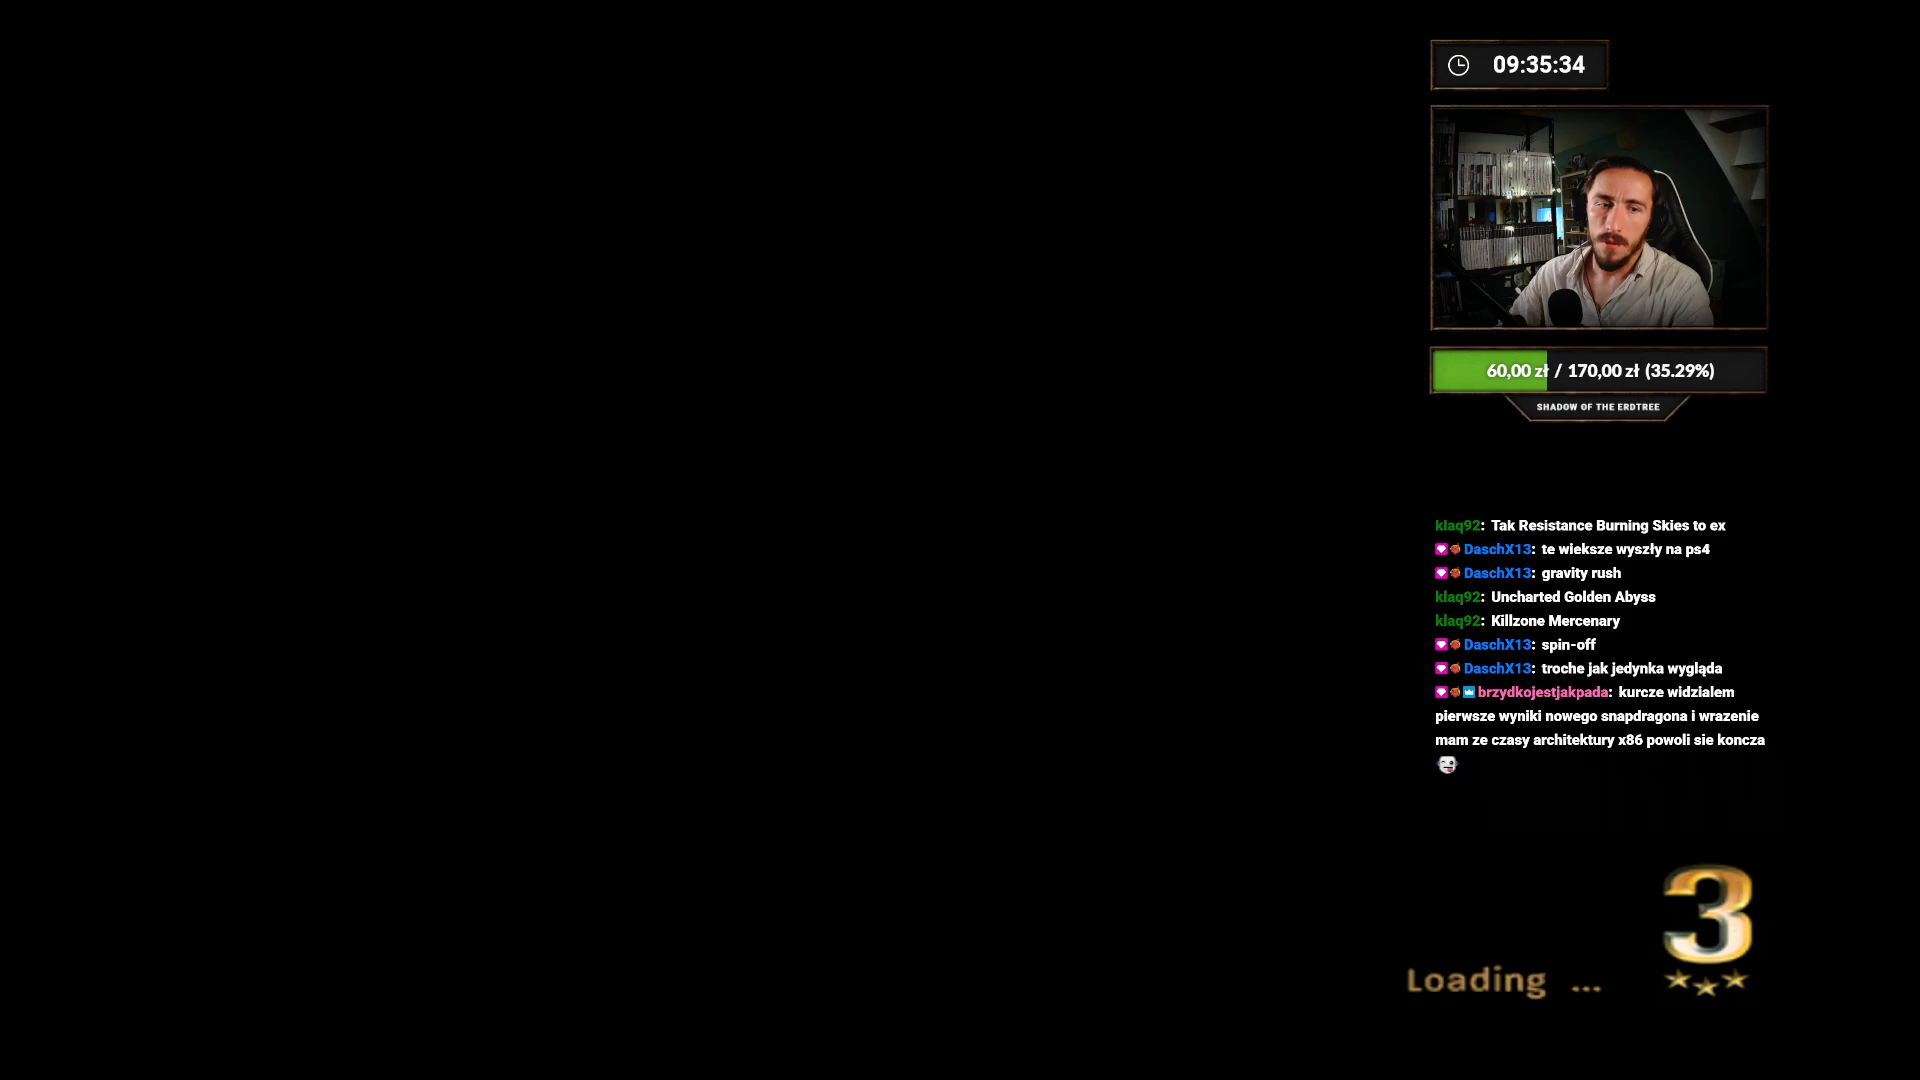 09:35:34
60,00 zł / 170,00 zł (35.29%)
SHADOW OF THE ERDTREE
klaq92: Tak Resistance Burning Skies to ex
DaschX13: te wieksze wyszły na ps4
DaschX13: gravity rush
klaq92: Uncharted Golden Abyss
klaq92: Killzone Mercenary
DaschX13: spin-off
DaschX13: troche jak jedynka wygląda
brzydkojestjakpada: kurcze widzialem
pierwsze wyniki nowego snapdragona i wrazenie
mam ze czasy architektury x86 powoli sie koncza
3
Loading ...